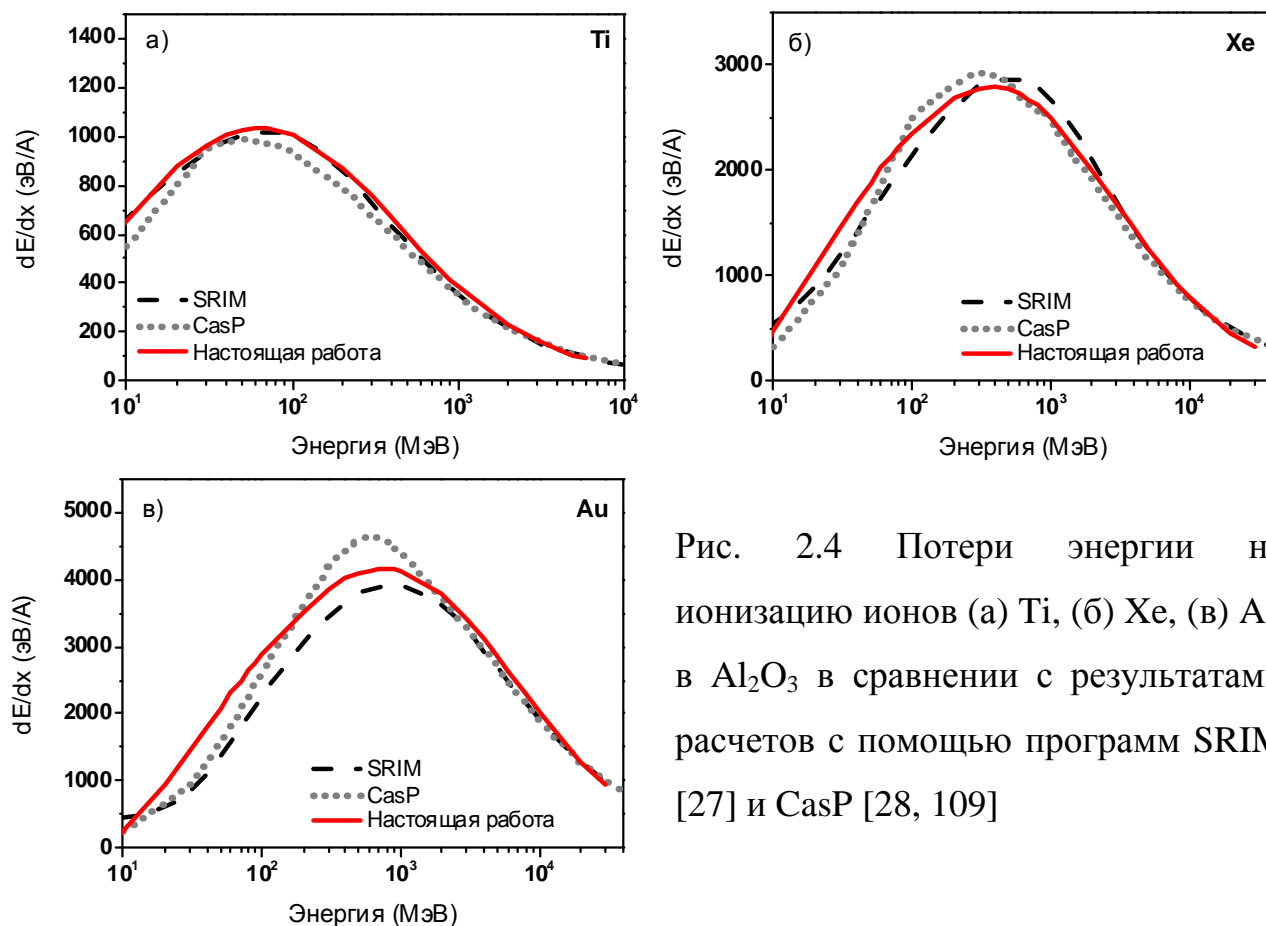 а)
Ti
1400
1200
1000
800
600
400
200
0
dE/dx (эВ/А)
SRIM
CasP
Настоящая работа
10¹ 10² 10³ 10⁴
Энергия (МэВ)
б)
Xe
3000
2000
1000
0
dE/dx (эВ/А)
SRIM
CasP
Настоящая работа
10¹ 10² 10³ 10⁴
Энергия (МэВ)
в)
Au
5000
4000
3000
2000
1000
0
dE/dx (эВ/А)
SRIM
CasP
Настоящая работа
10¹ 10² 10³ 10⁴
Энергия (МэВ)
Рис. 2.4 Потери энергии
ионизацию ионов (а) Ti, (б) Xe, (в)
в Al₂O₃ в сравнении с
расчетов с помощью программ SRIM
[27] и CasP [28, 109]